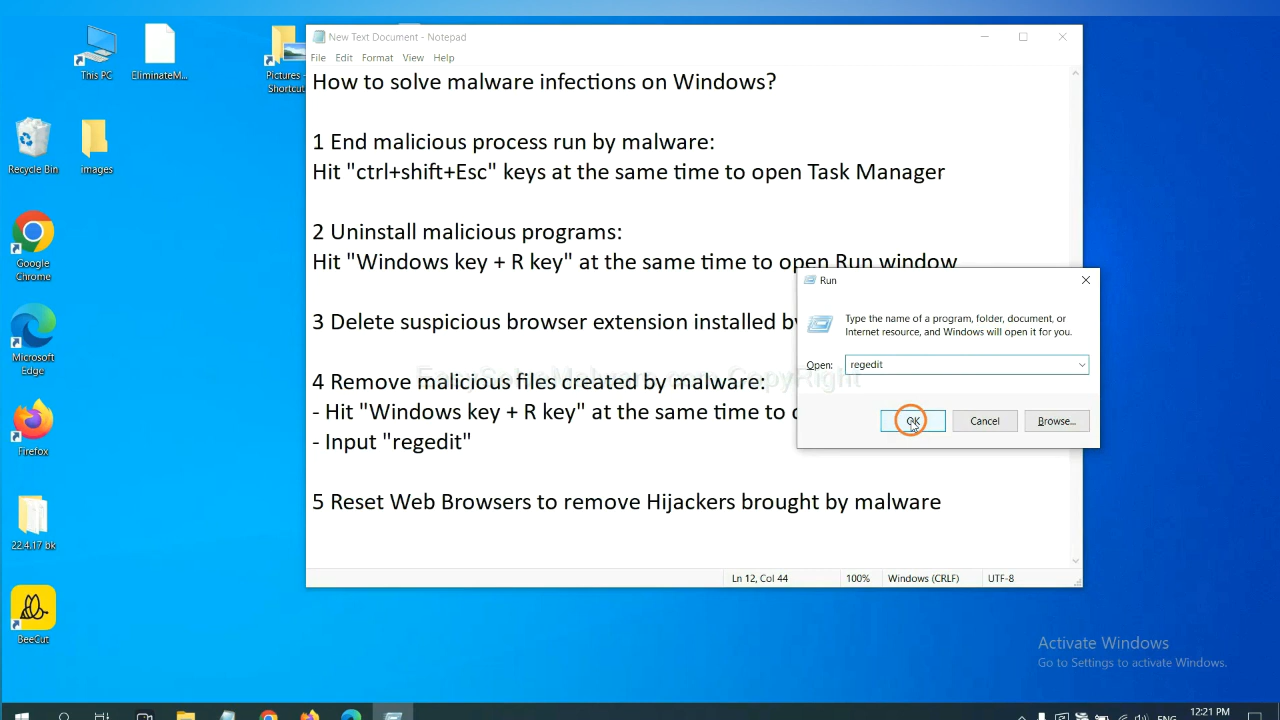 This PC
EliminateM...
Pictures -
Shortcut
Recycle Bin
images
Google
Chrome
Microsoft
Edge
Firefox
22.4.17 bk
BeeCut
New Text Document - Notepad
File Edit Format View Help
How to solve malware infections on Windows?
1 End malicious process run by malware:
Hit "ctrl+shift+Esc" keys at the same time to open Task Manager
2 Uninstall malicious programs:
Hit "Windows key + R key" at the same time to open Run window
3 Delete suspicious browser extension installed by
4 Remove malicious files created by malware:
- Hit "Windows key + R key" at the same time to
- Input "regedit"
5 Reset Web Browsers to remove Hijackers brought by malware
Ln 12, Col 44 100% Windows (CRLF) UTF-8
Run
Type the name of a program, folder, document, or
Internet resource, and Windows will open it for you.
Open: regedit
OK Cancel Browse...
CopyRight
Activate Windows
Go to Settings to activate Windows.
ENG
12:21 PM